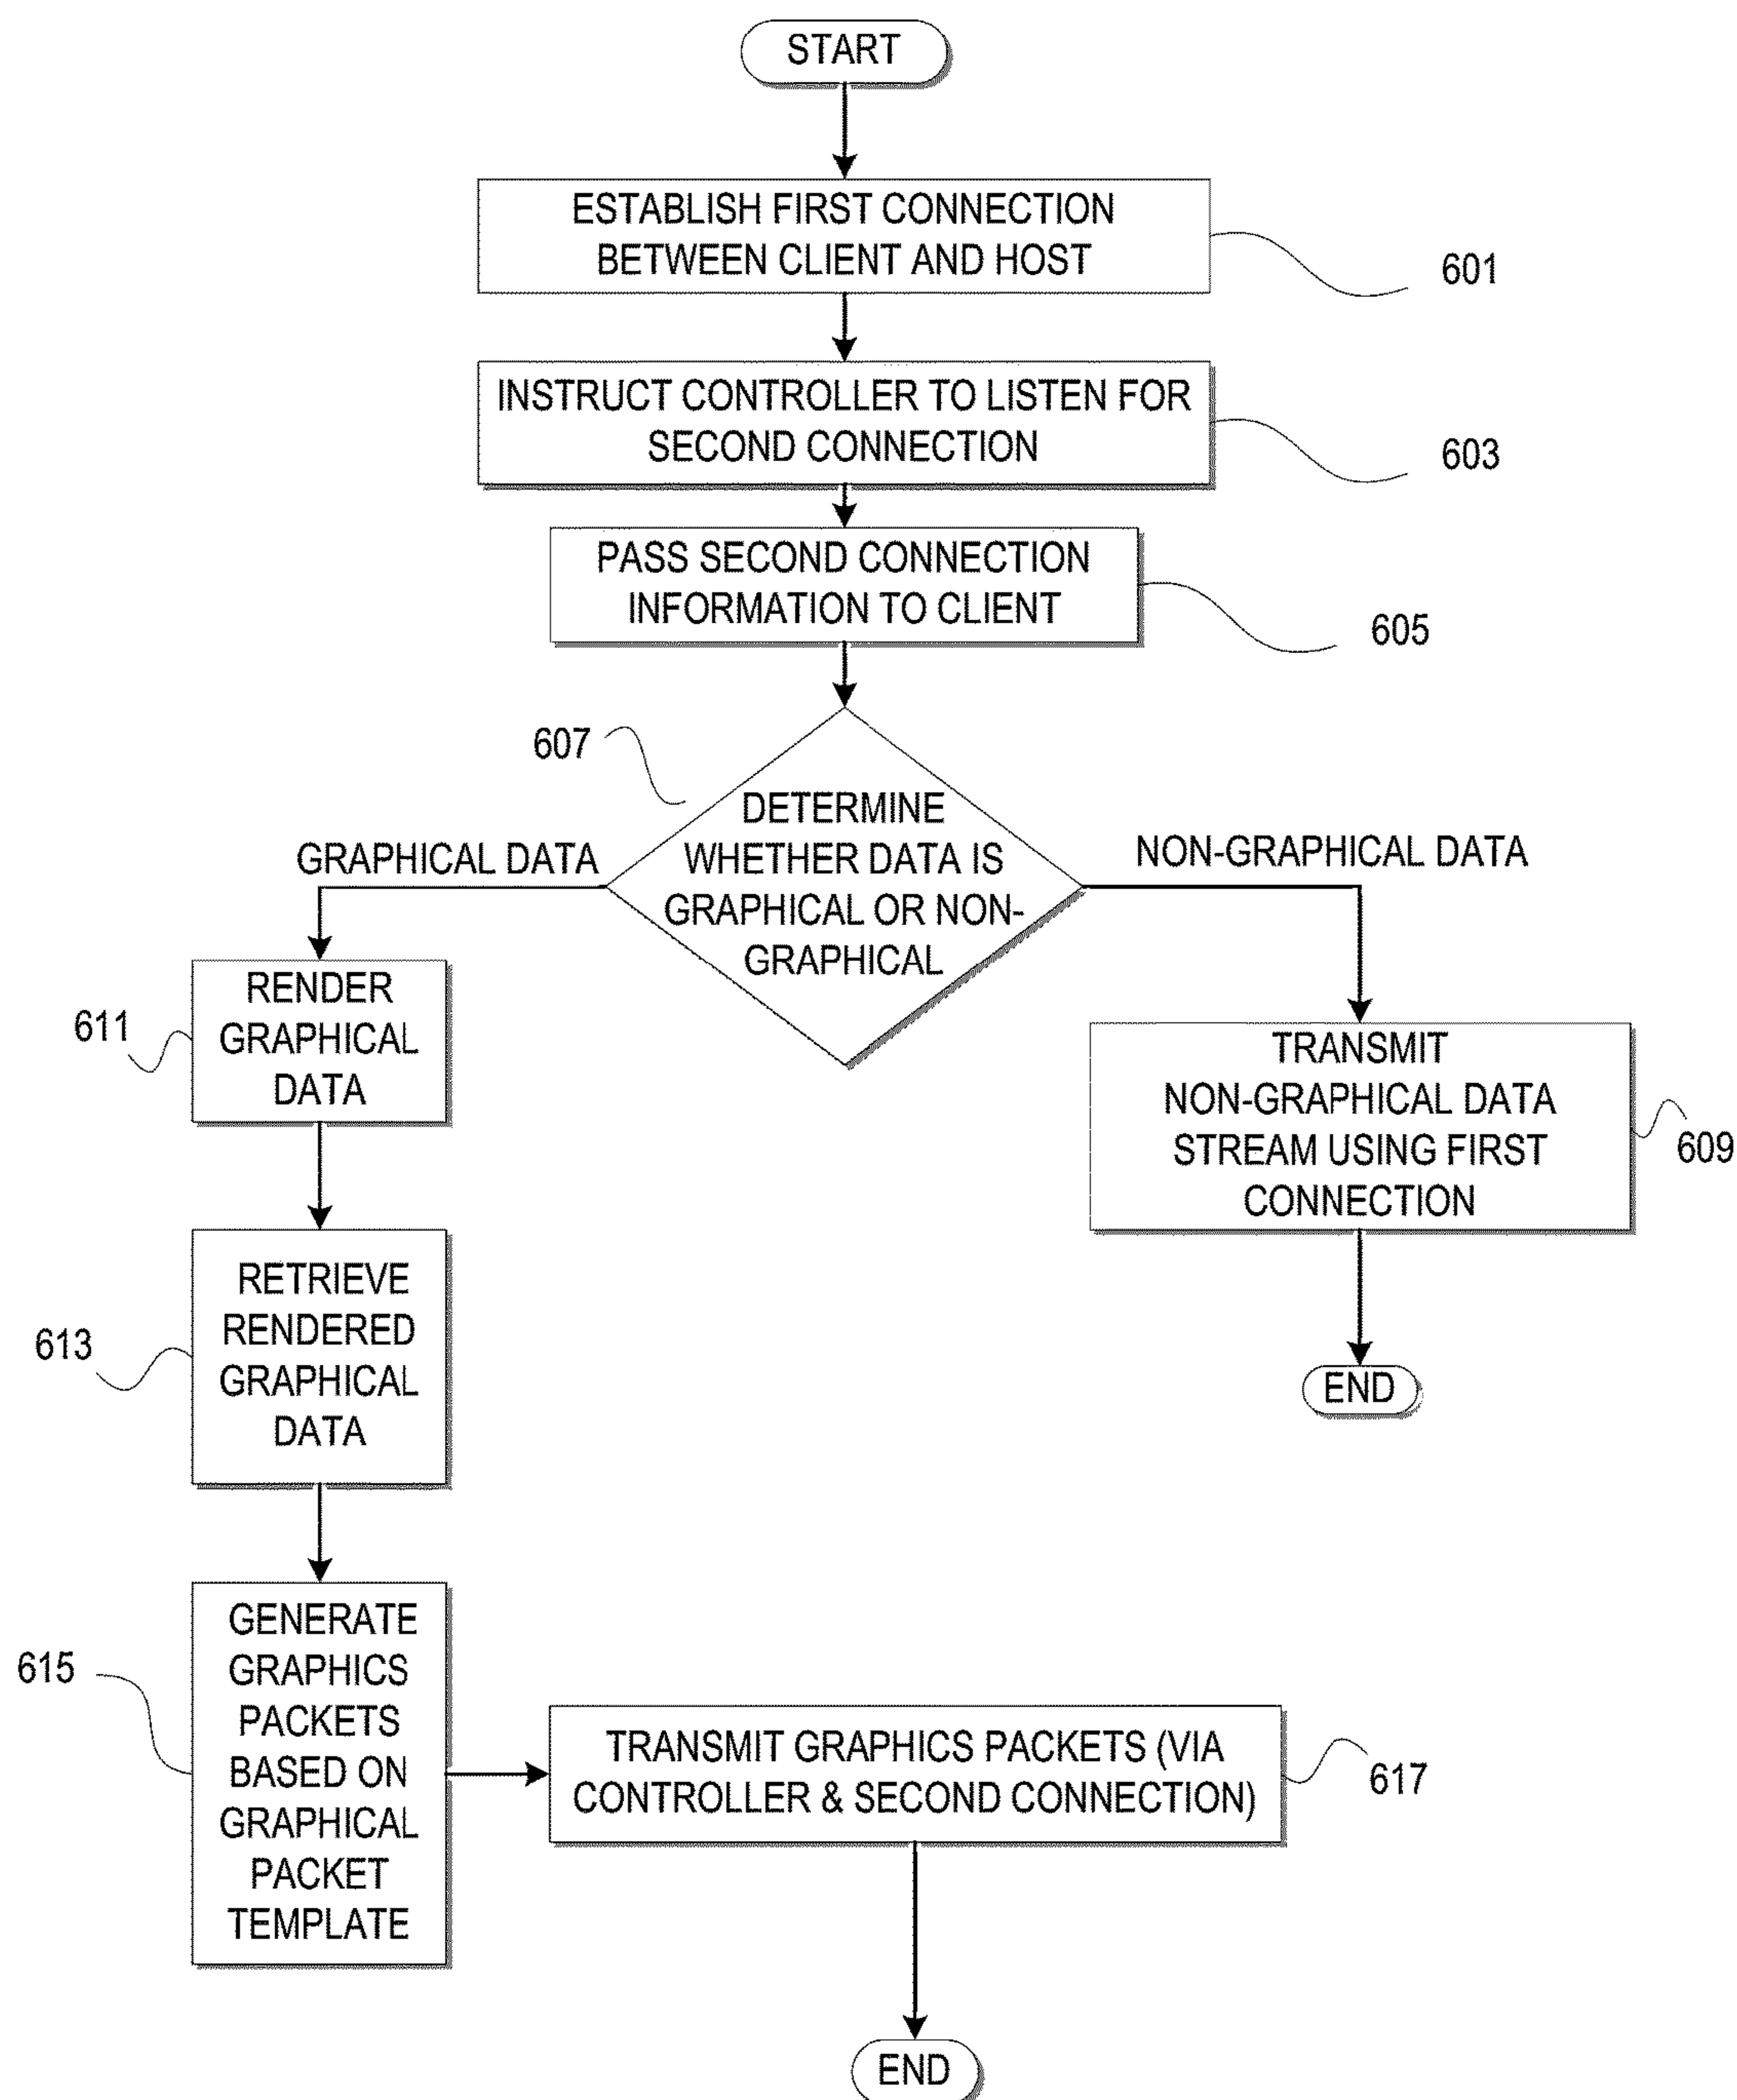 START
ESTABLISH FIRST CONNECTION
BETWEEN CLIENT AND HOST
601
INSTRUCT CONTROLLER TO LISTEN FOR
SECOND CONNECTION
603
PASS SECOND CONNECTION
INFORMATION TO CLIENT
605
607
DETERMINE
WHETHER DATA IS
GRAPHICAL OR NON-
GRAPHICAL
GRAPHICAL DATA
NON-GRAPHICAL DATA
RENDER
GRAPHICAL
DATA
611
TRANSMIT
NON-GRAPHICAL DATA
STREAM USING FIRST
CONNECTION
609
END
RETRIEVE
RENDERED
GRAPHICAL
DATA
613
GENERATE
GRAPHICS
PACKETS
BASED ON
GRAPHICAL
PACKET
TEMPLATE
615
TRANSMIT GRAPHICS PACKETS (VIA
CONTROLLER & SECOND CONNECTION)
617
END